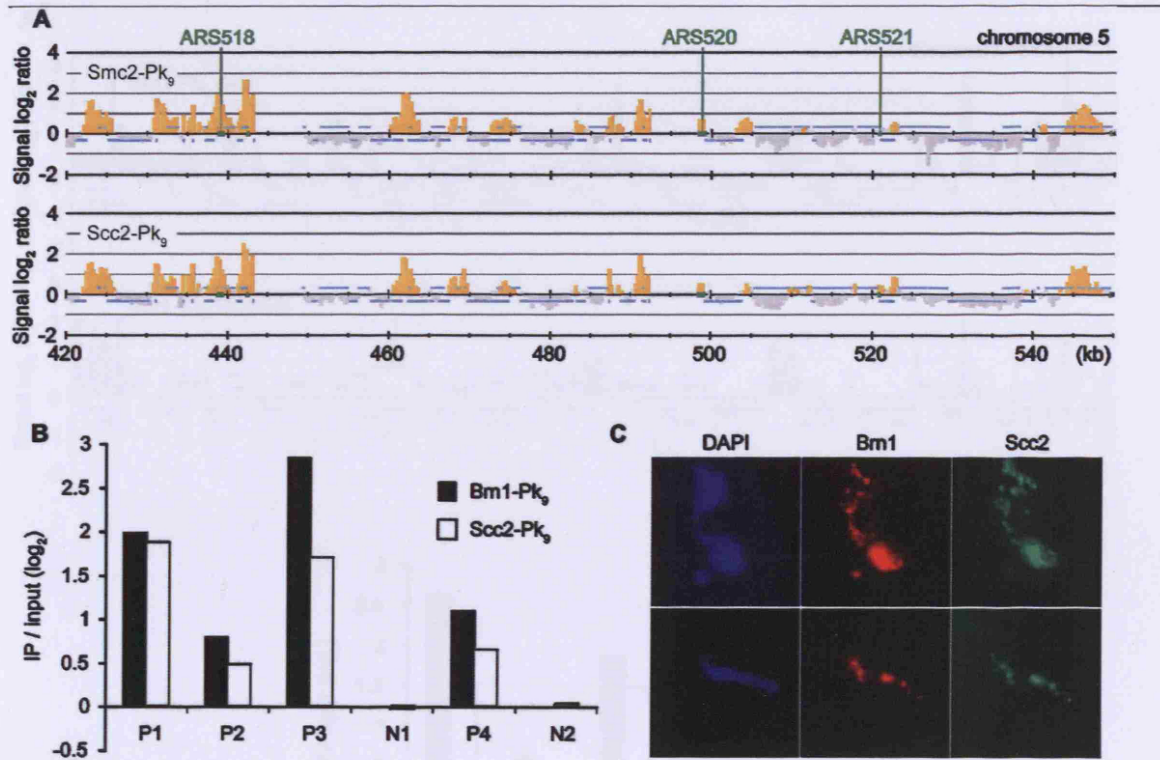 A
ARS518 ARS520 ARS521 chromosome 5
Smc2-Pk9
Signal log2 ratio
4
2
0
-2
Scc2-Pk9
Signal log2 ratio
4
2
0
-2
420 440 460 480 500 520 540 (kb)
B
IP / input (log2)
3
2.5
2
1.5
1
0.5
0
-0.5
Brn1-Pk9
Scc2-Pk9
P1 P2 P3 N1 P4 N2
C
DAPI Brn1 Scc2